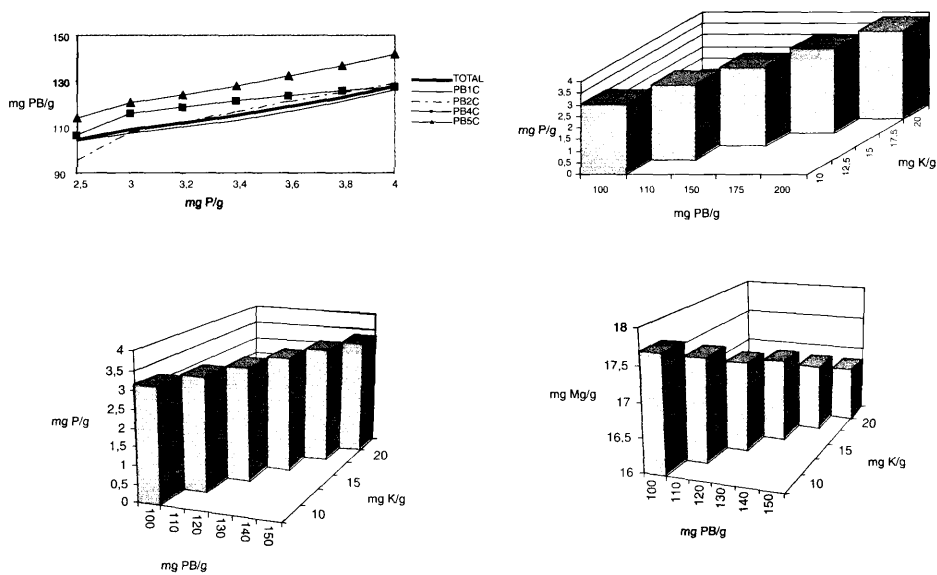 150
130
110
90
mg PB/g
2,5 3 3,2 3,4 3,6 3,8 4
mg P/g
TOTAL
PB1C
PB2C
PB4C
PB5C
4
3.5
3
2.5
2
1.5
1
0,5
0
mg P/g
100 110 150 175 200
mg PB/g
10 12.5 15 17.5 20
mg K/g
4
3,5
3
2,5
2
1,5
1
0,5
0
mg P/g
100 110 120 130 140 150
mg PB/g
10 15 20
mg K/g
18
17,5
17
16.5
16
mg Mg/g
100 110 120 130 140 150
mg PB/g
10 15 20
mg K/g